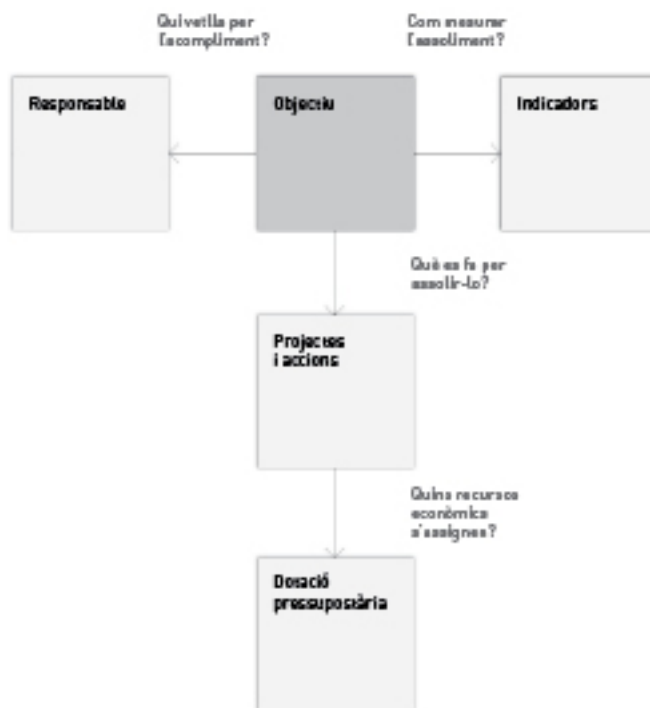 Qui vetlla per
l'acompliment?
Com mesurar
l'assoliment?
Responsable
Objectiu
Indicadors
Què es fa per
assolir-lo?
Projectes
i accions
Quins recursos
econòmics
s'assignes?
Dotació
pressupostària